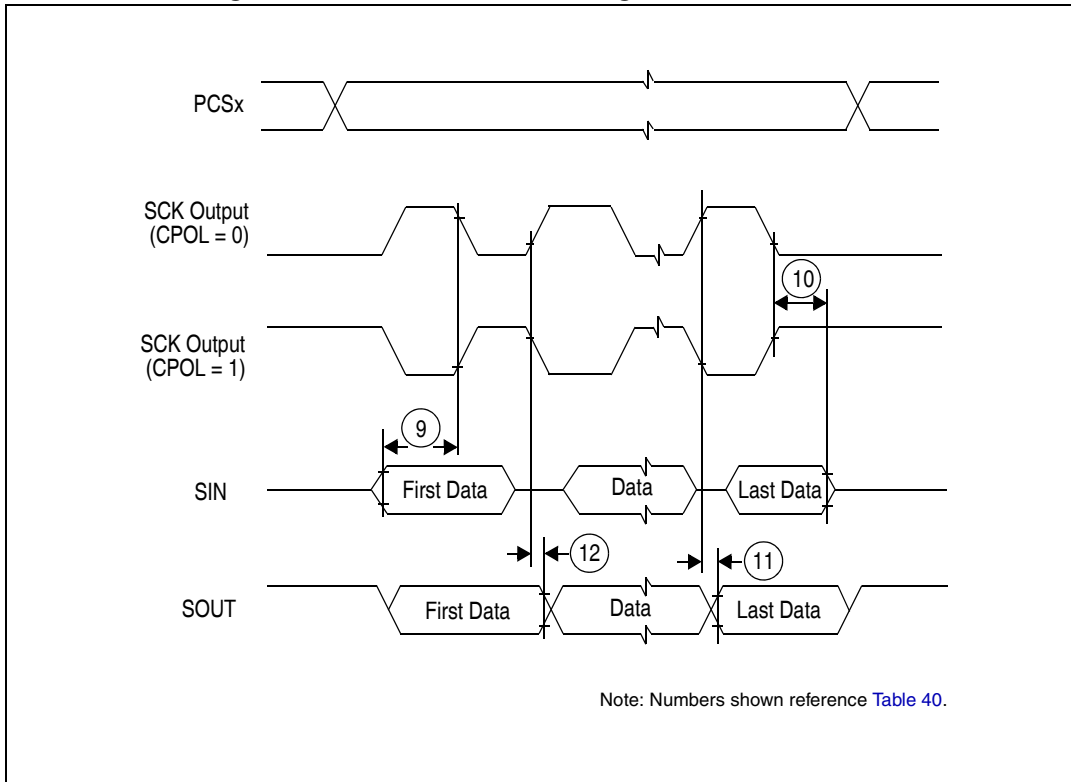 PCSx
SCK Output
(CPOL = 0)
10
SCK Output
(CPOL = 1)
9
SIN
First Data
Data
Last Data
12
11
SOUT
First Data
Data
Last Data
Note: Numbers shown reference Table 40.